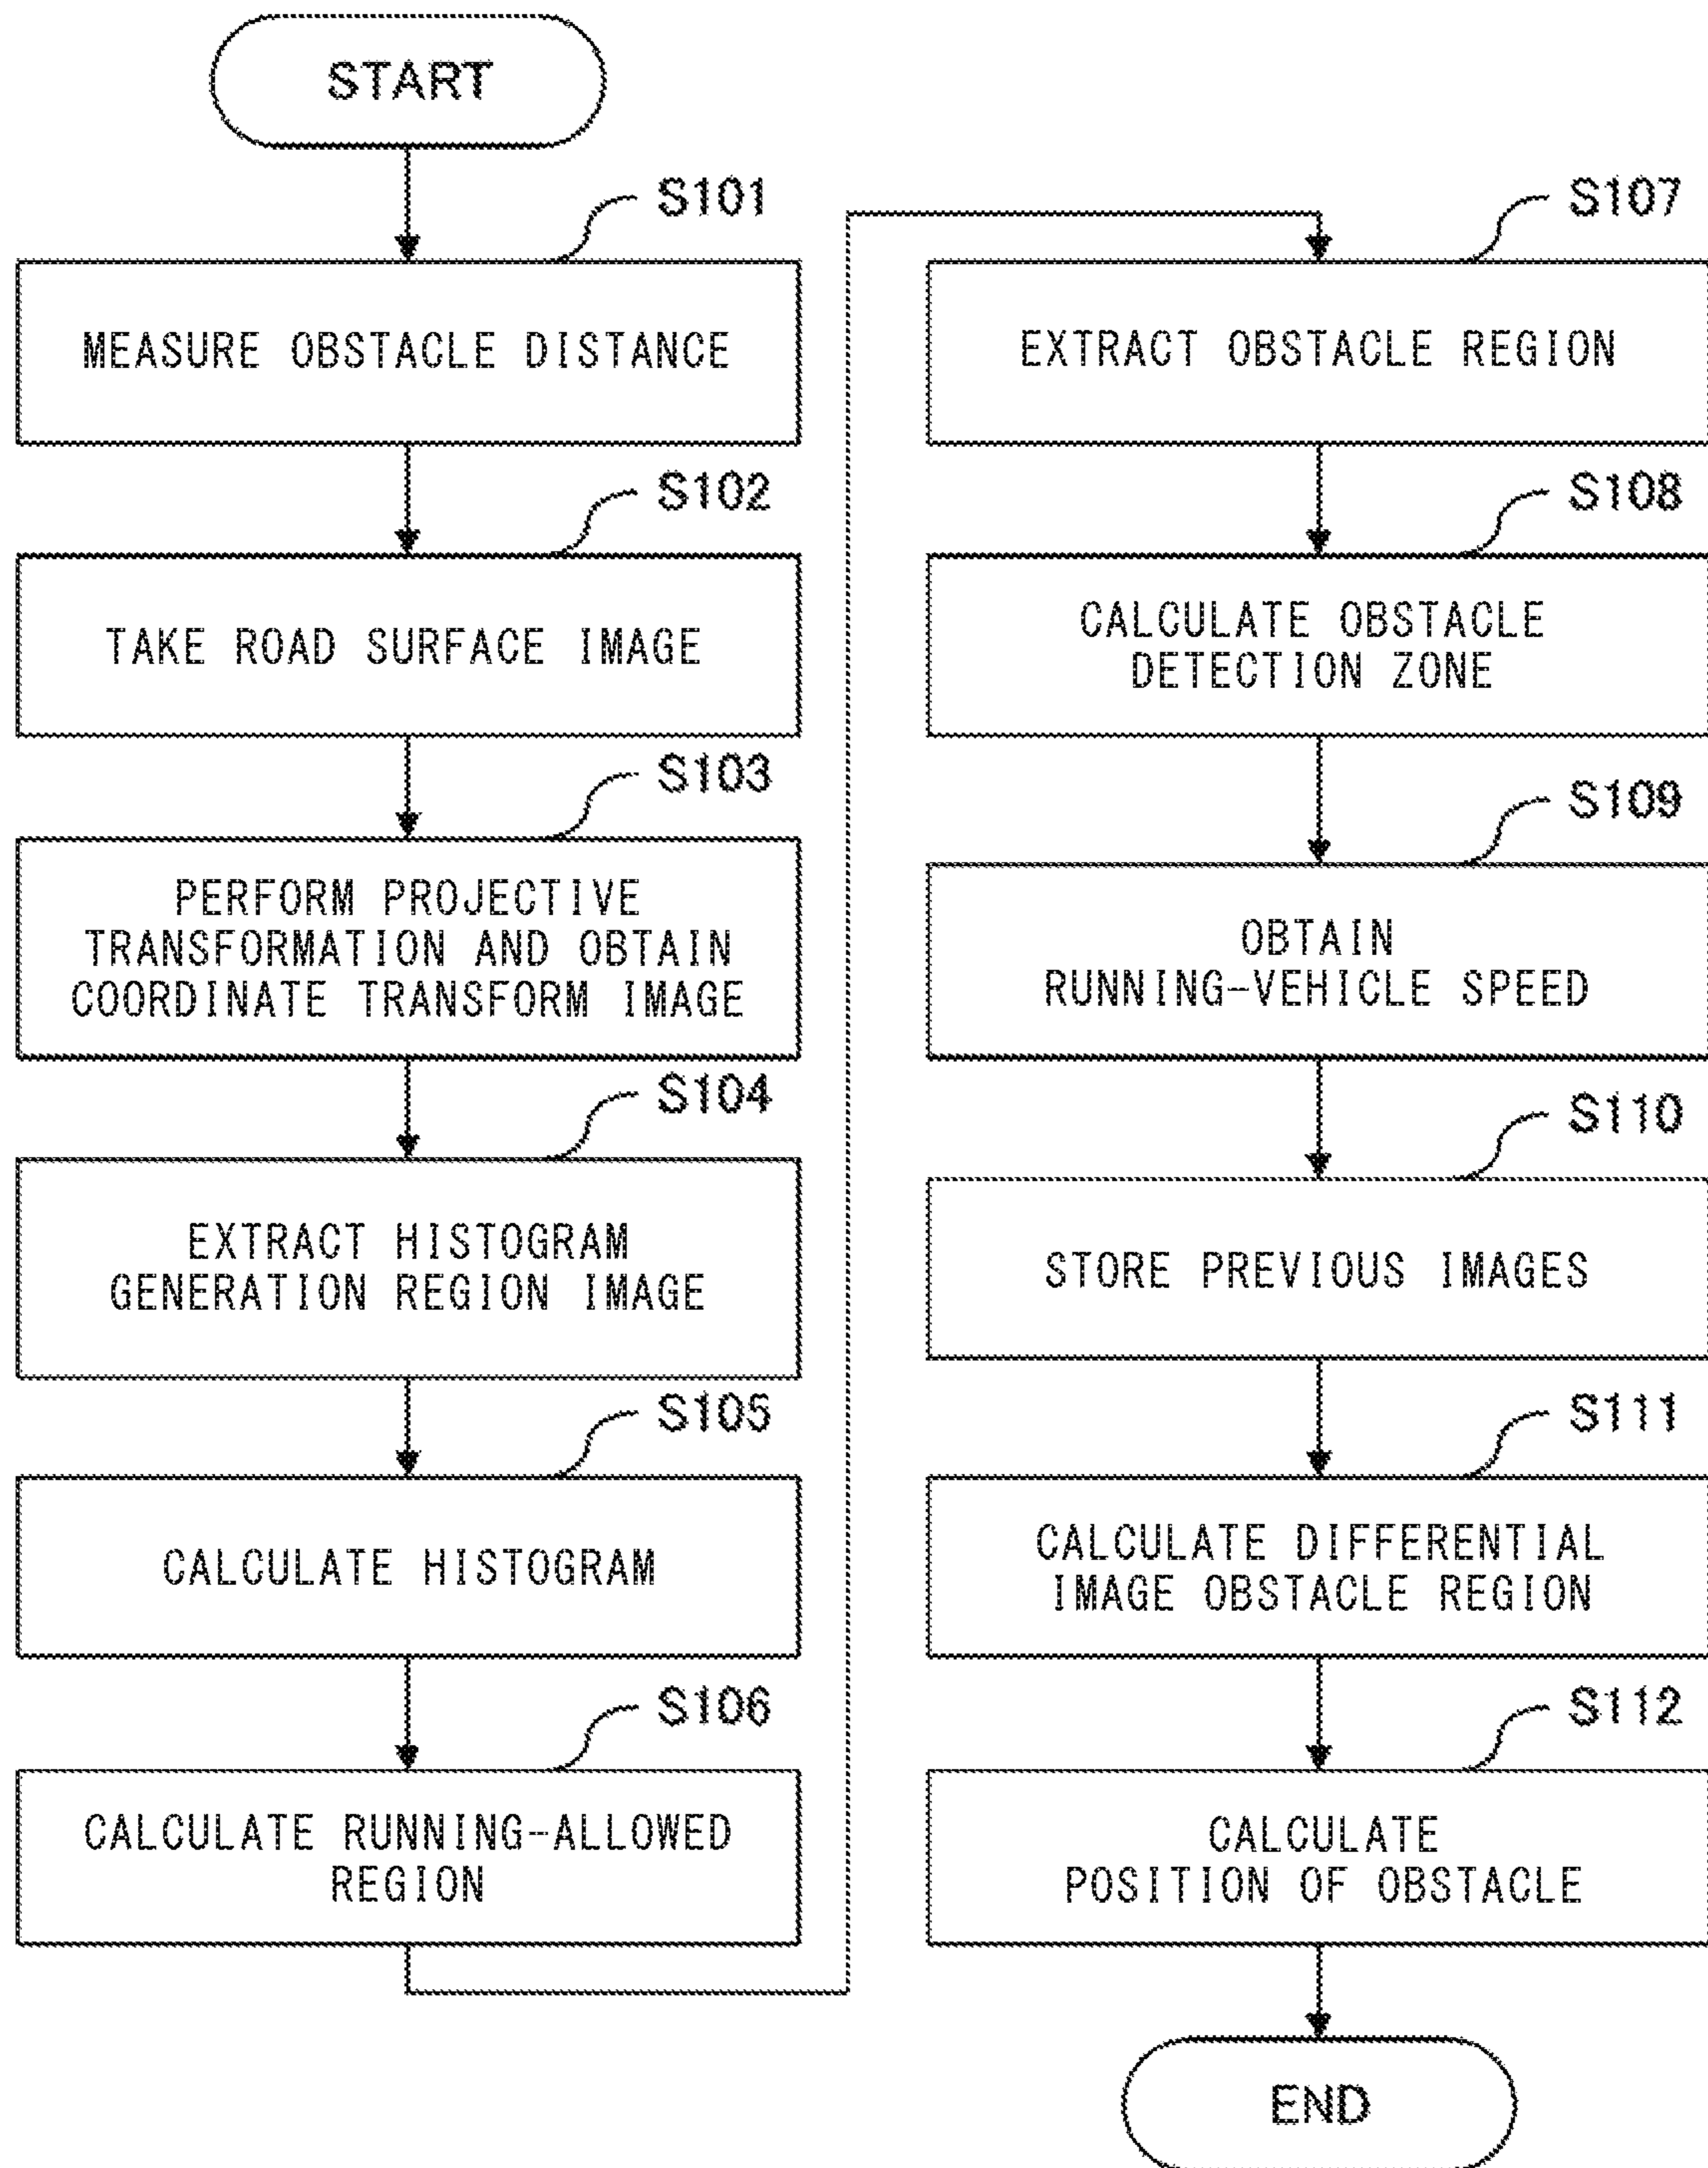 START
S101
MEASURE OBSTACLE DISTANCE
S102
TAKE ROAD SURFACE IMAGE
S103
PERFORM PROJECTIVE
TRANSFORMATION AND OBTAIN
COORDINATE TRANSFORM IMAGE
S104
EXTRACT HISTOGRAM
GENERATION REGION IMAGE
S105
CALCULATE HISTOGRAM
S106
CALCULATE RUNNING-ALLOWED
REGION
S107
EXTRACT OBSTACLE REGION
S108
CALCULATE OBSTACLE
DETECTION ZONE
S109
OBTAIN
RUNNING-VEHICLE SPEED
S110
STORE PREVIOUS IMAGES
S111
CALCULATE DIFFERENTIAL
IMAGE OBSTACLE REGION
S112
CALCULATE
POSITION OF OBSTACLE
END